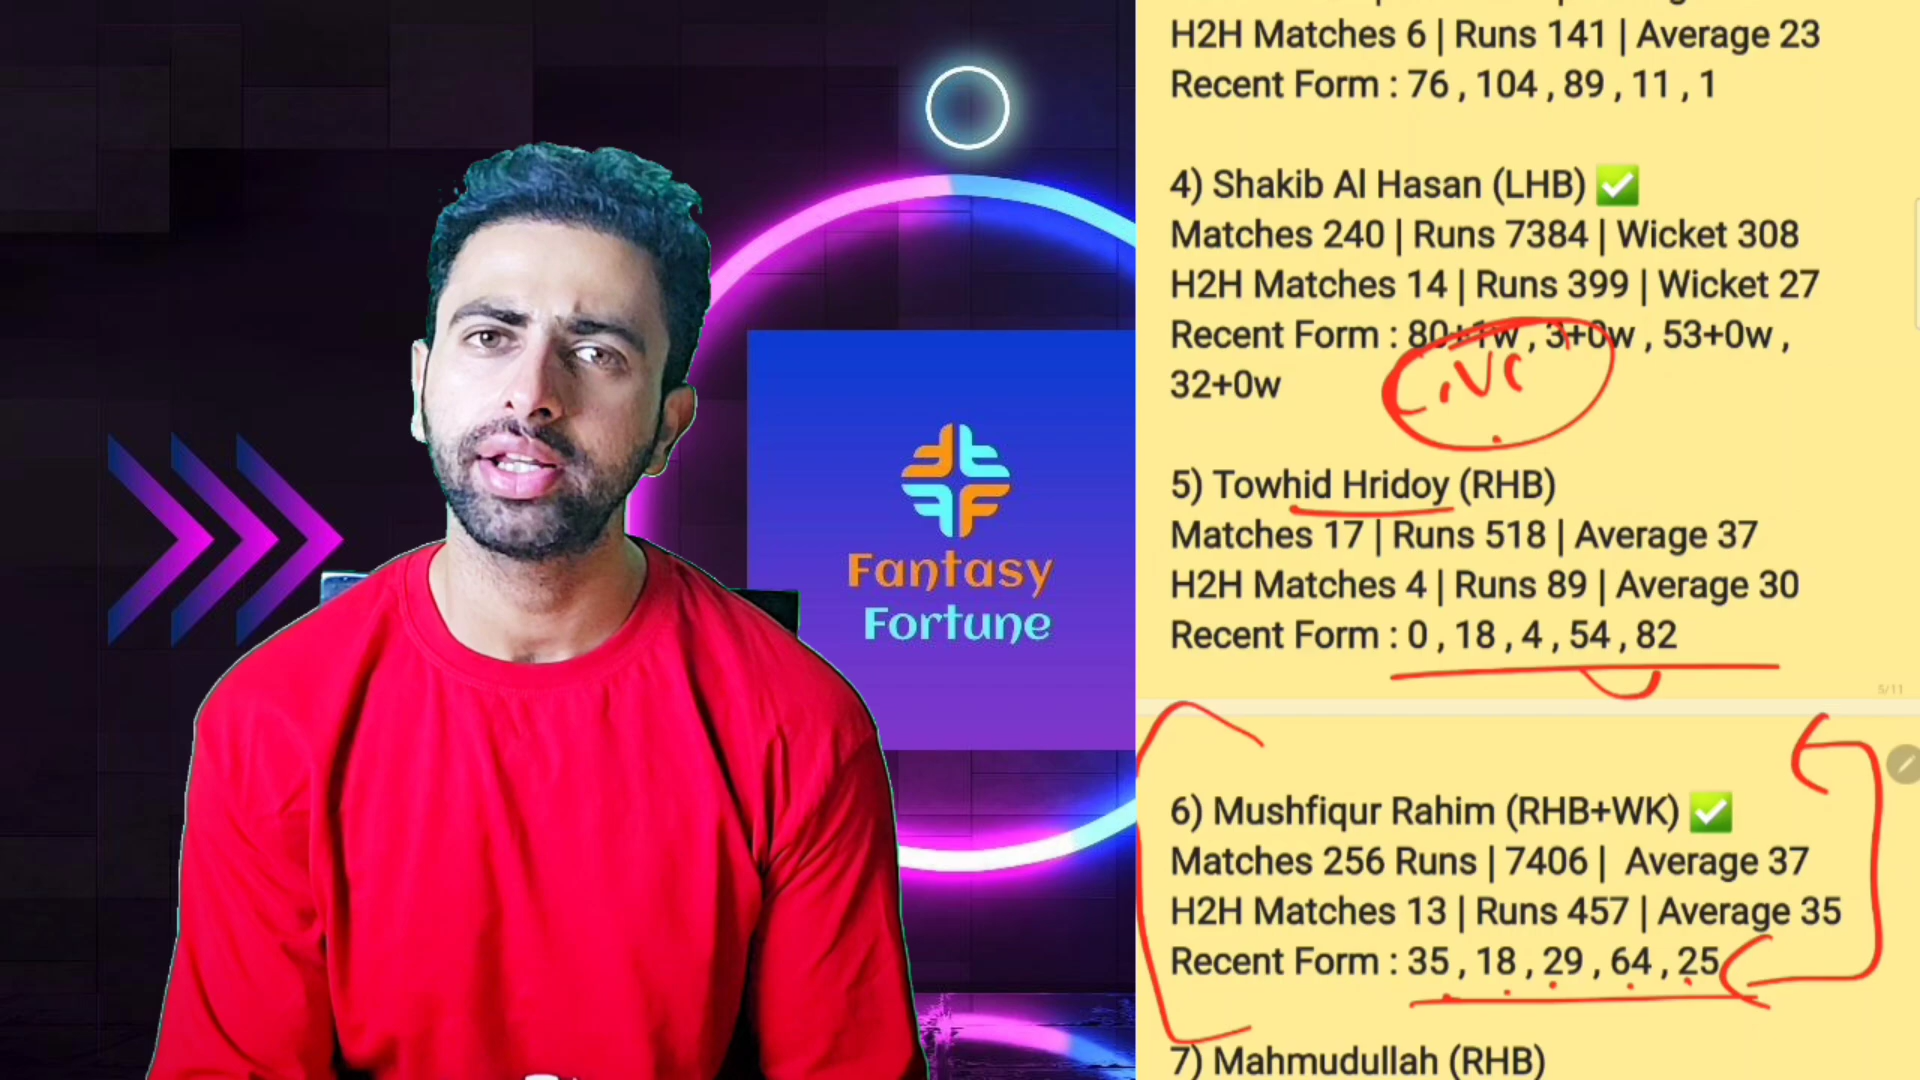 H2H Matches 6 | Runs 141 | Average 23
Recent Form : 76 , 104 , 89 , 11 , 1
4) Shakib Al Hasan (LHB) ✅
Matches 240 | Runs 7384 | Wicket 308
H2H Matches 14 | Runs 399 | Wicket 27
Recent Form : 80+1w , 3+0w , 53+0w ,
32+0w
5) Towhid Hridoy (RHB)
Matches 17 | Runs 518 | Average 37
H2H Matches 4 | Runs 89 | Average 30
Recent Form : 0 , 18 , 4 , 54 , 82
5/11
6) Mushfiqur Rahim (RHB+WK) ✅
Matches 256 Runs | 7406 | Average 37
H2H Matches 13 | Runs 457 | Average 35
Recent Form : 35 , 18 , 29 , 64 , 25
7) Mahmudullah (RHB)
Fantasy
Fortune